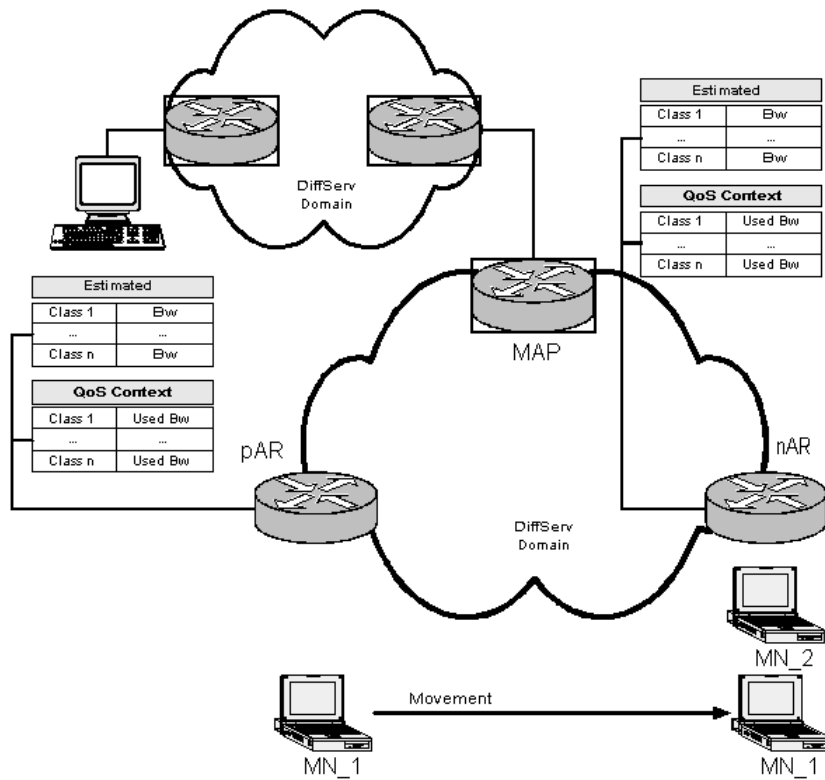 DiffServ
Domain
Estimated
Class 1 Bw
... ...
Class n Bw
QoS Context
Class 1 Used Bw
... ...
Class n Used Bw
MAP
Estimated
Class 1 Bw
... ...
Class n Bw
QoS Context
Class 1 Used Bw
... ...
Class n Used Bw
pAR
nAR
DiffServ
Domain
MN_2
Movement
MN_1
MN_1